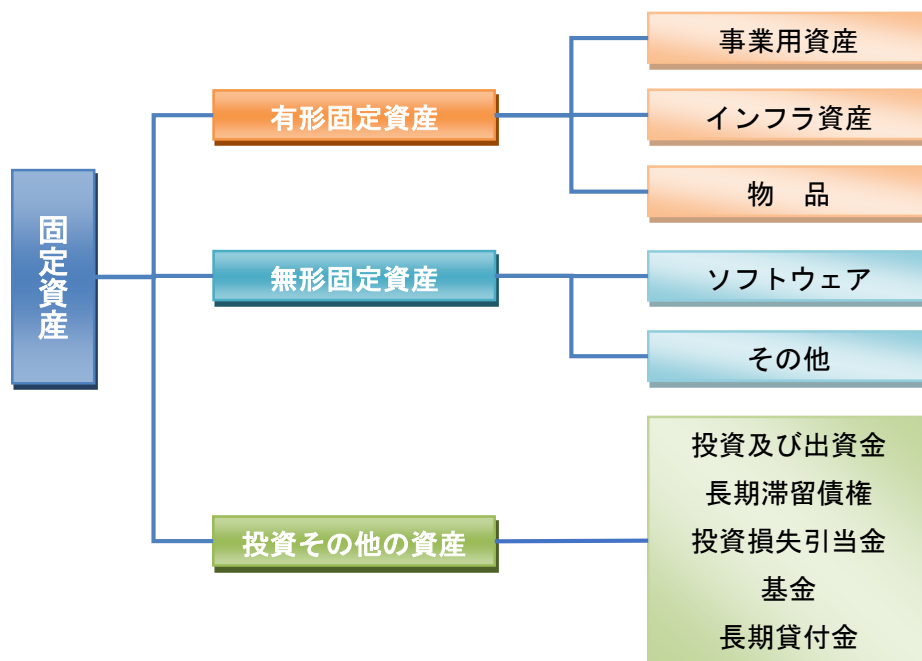 固定資産
有形固定資産
事業用資産
インフラ資産
物　品
無形固定資産
ソフトウェア
その他
投資その他の資産
投資及び出資金
長期滞留債権
投資損失引当金
基金
長期貸付金